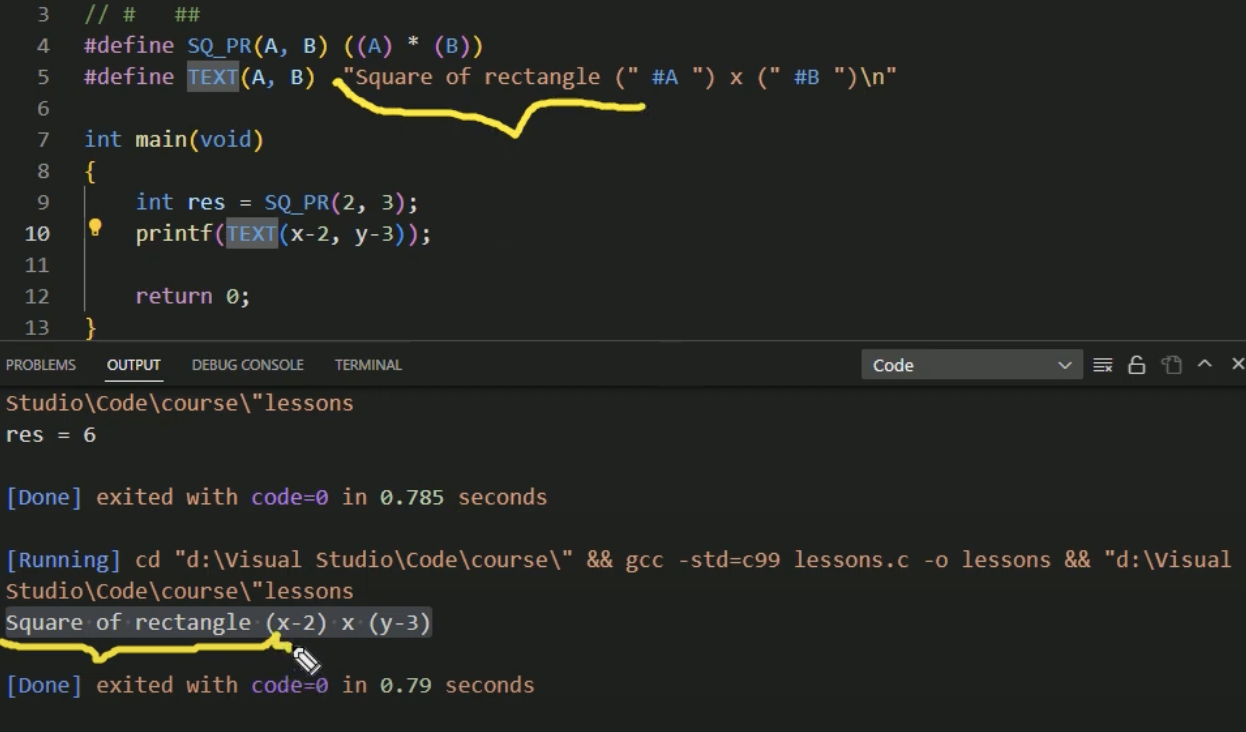 3 // # ##
4 #define SQ_PR(A, B) ((A) * (B))
5 #define TEXT(A, B) "Square of rectangle (" #A ") x (" #B ")\n"
6
7 int main(void)
8 {
9 int res = SQ_PR(2, 3);
10 printf(TEXT(x-2, y-3));
11
12 return 0;
13 }
PROBLEMS OUTPUT DEBUG CONSOLE TERMINAL Code
Studio\Code\course\"lessons
res = 6
[Done] exited with code=0 in 0.785 seconds
[Running] cd "d:\Visual Studio\Code\course\" && gcc -std=c99 lessons.c -o lessons && "d:\Visual
Studio\Code\course\"lessons
Square of rectangle (x-2) x (y-3)
[Done] exited with code=0 in 0.79 seconds